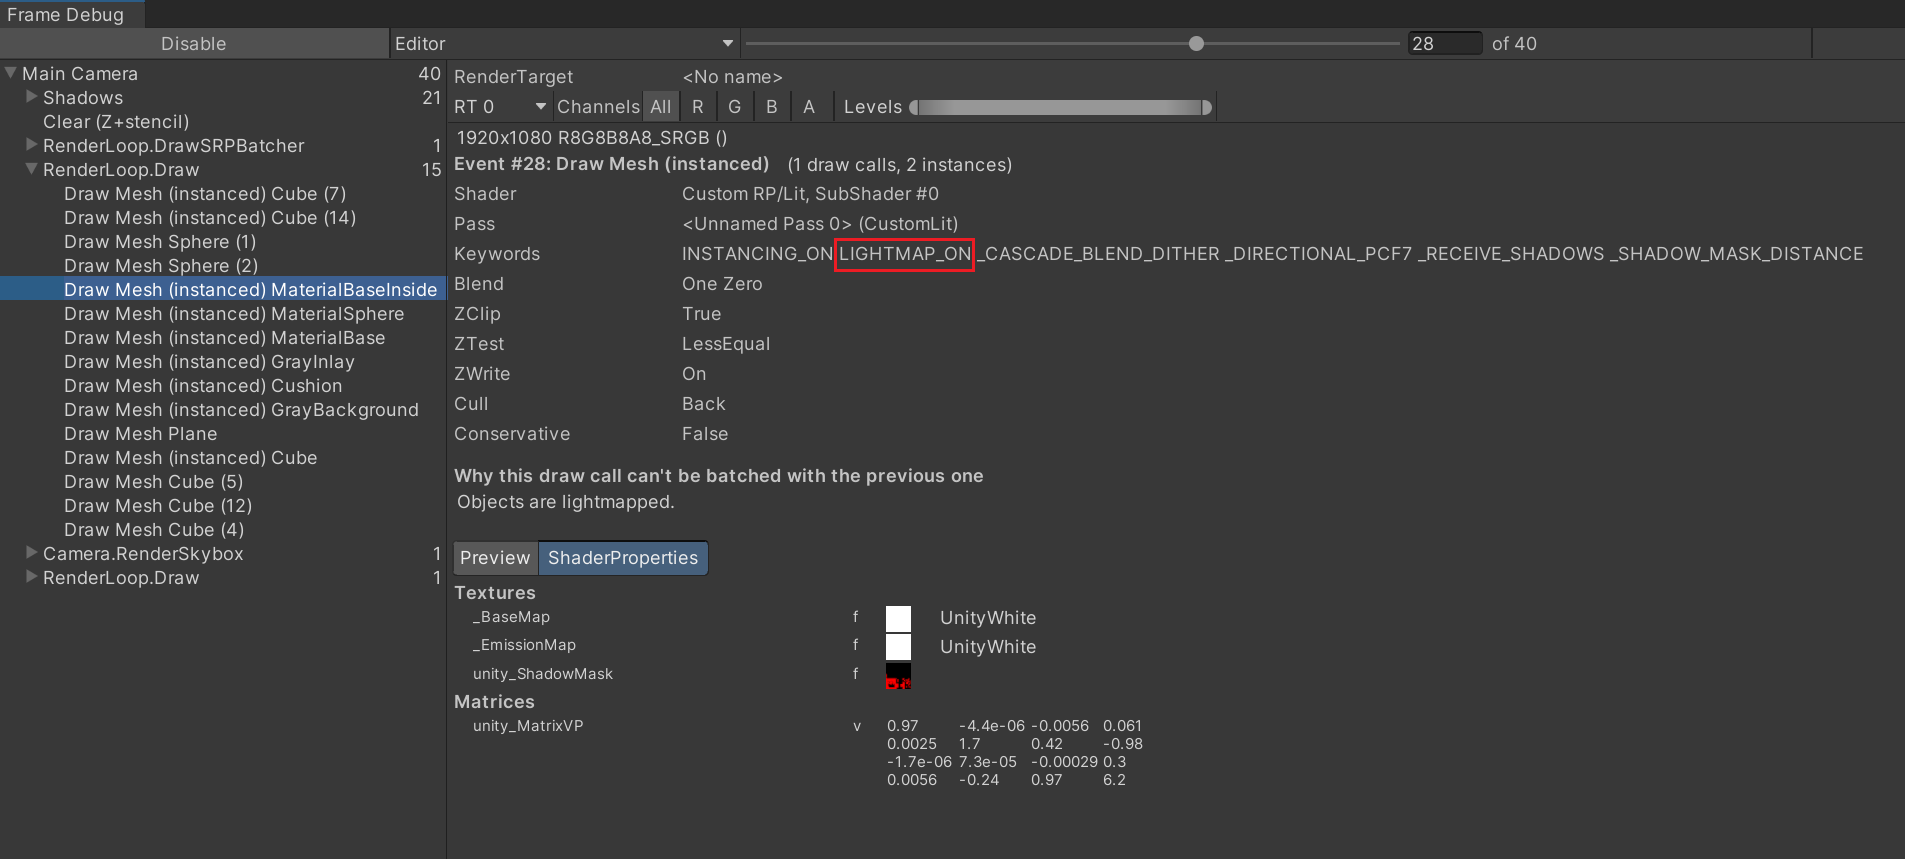 Frame Debug
Disable
Editor
28 of 40
Main Camera 40
Shadows 21
Clear (Z+stencil)
RenderLoop.DrawSRPBatcher 1
RenderLoop.Draw 15
Draw Mesh (instanced) Cube (7)
Draw Mesh (instanced) Cube (14)
Draw Mesh Sphere (1)
Draw Mesh Sphere (2)
Draw Mesh (instanced) MaterialBaseInside
Draw Mesh (instanced) MaterialSphere
Draw Mesh (instanced) MaterialBase
Draw Mesh (instanced) GrayInlay
Draw Mesh (instanced) Cushion
Draw Mesh (instanced) GrayBackground
Draw Mesh Plane
Draw Mesh (instanced) Cube
Draw Mesh Cube (5)
Draw Mesh Cube (12)
Draw Mesh Cube (4)
Camera.RenderSkybox 1
RenderLoop.Draw 1
RenderTarget <No name>
RT 0 Channels All R G B A Levels
1920x1080 R8G8B8A8_SRGB ()
Event #28: Draw Mesh (instanced) (1 draw calls, 2 instances)
Shader Custom RP/Lit, SubShader #0
Pass <Unnamed Pass 0> (CustomLit)
Keywords INSTANCING_ON LIGHTMAP_ON _CASCADE_BLEND_DITHER _DIRECTIONAL_PCF7 _RECEIVE_SHADOWS _SHADOW_MASK_DISTANCE
Blend One Zero
ZClip True
ZTest LessEqual
ZWrite On
Cull Back
Conservative False
Why this draw call can't be batched with the previous one
Objects are lightmapped.
Preview ShaderProperties
Textures
_BaseMap f UnityWhite
_EmissionMap f UnityWhite
unity_ShadowMask f
Matrices
unity_MatrixVP v 0.97 -4.4e-06 -0.0056 0.061
0.0025 1.7 0.42 -0.98
-1.7e-06 7.3e-05 -0.00029 0.3
0.0056 -0.24 0.97 6.2